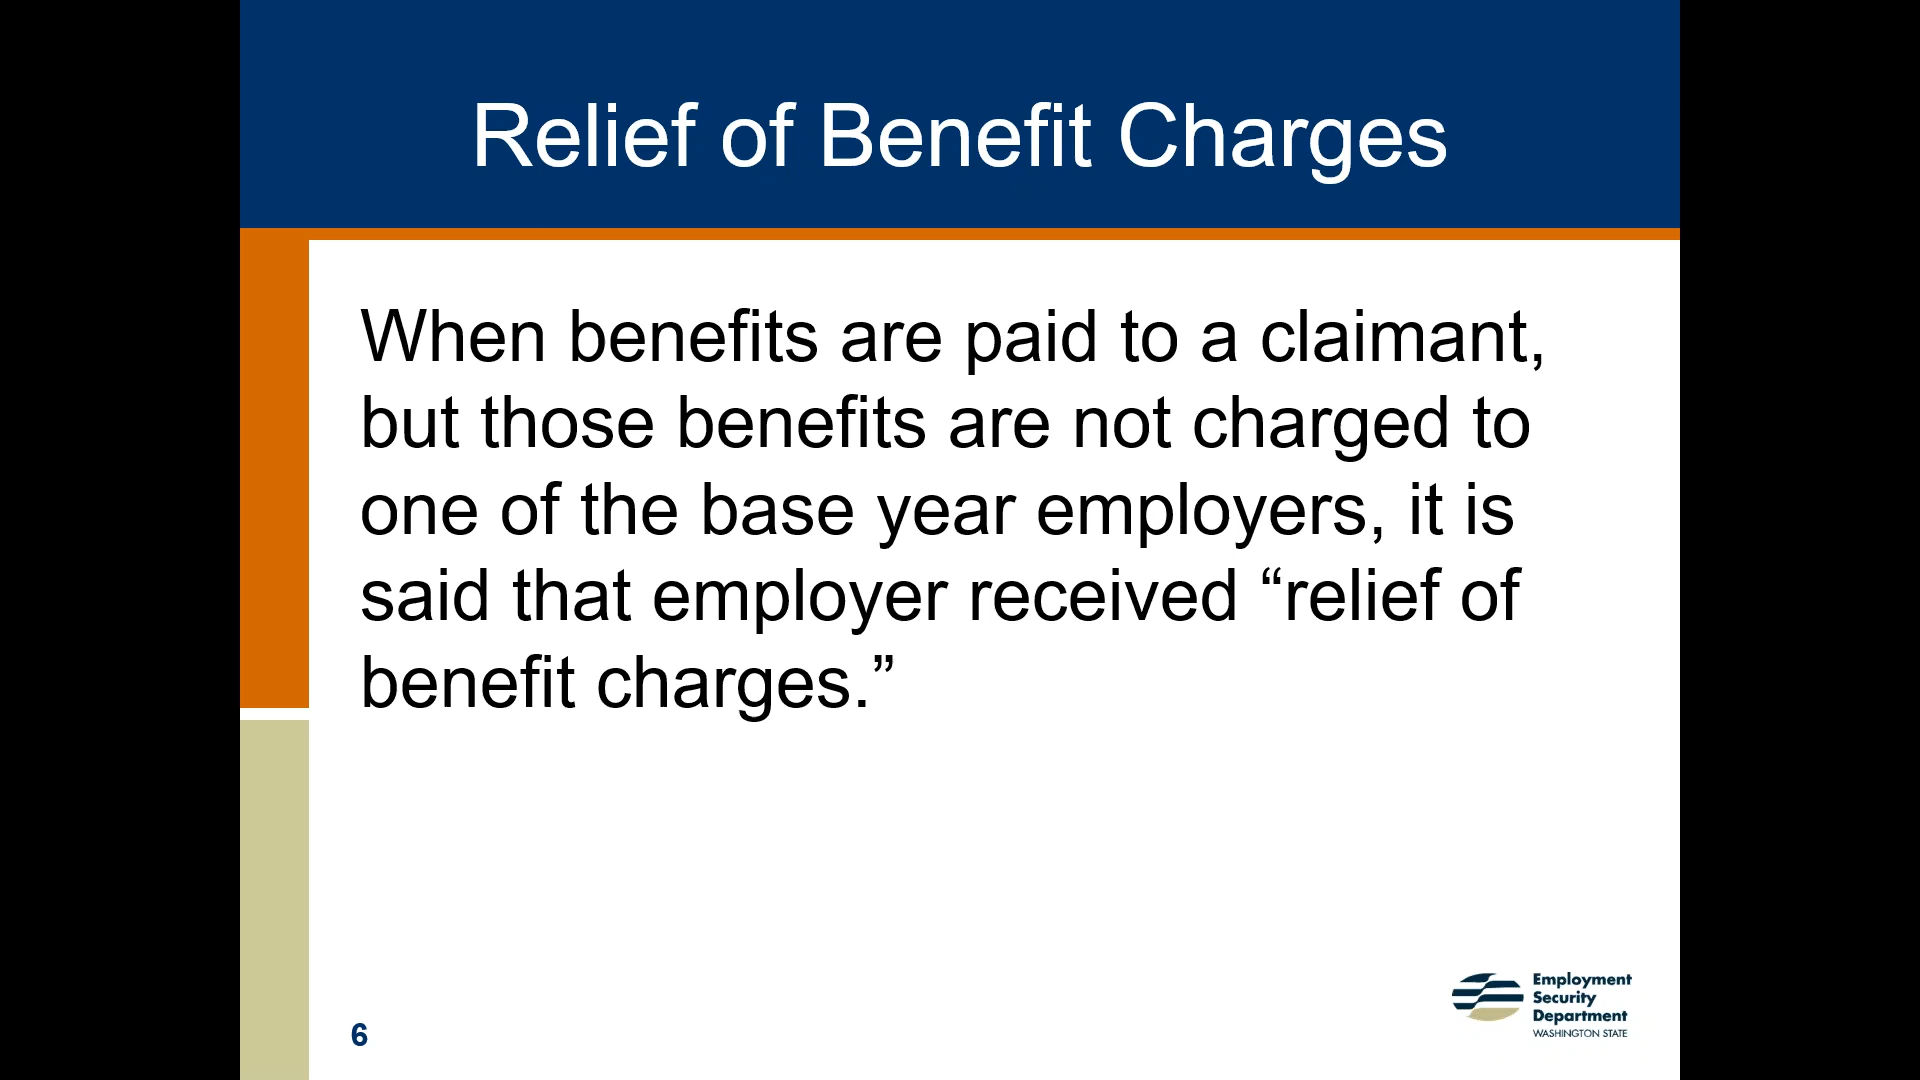 Relief of Benefit Charges
When benefits are paid to a claimant,
but those benefits are not charged to
one of the base year employers, it is
said that employer received “relief of
benefit charges.”
Employment
Security
Department
WASHINGTON STATE
6